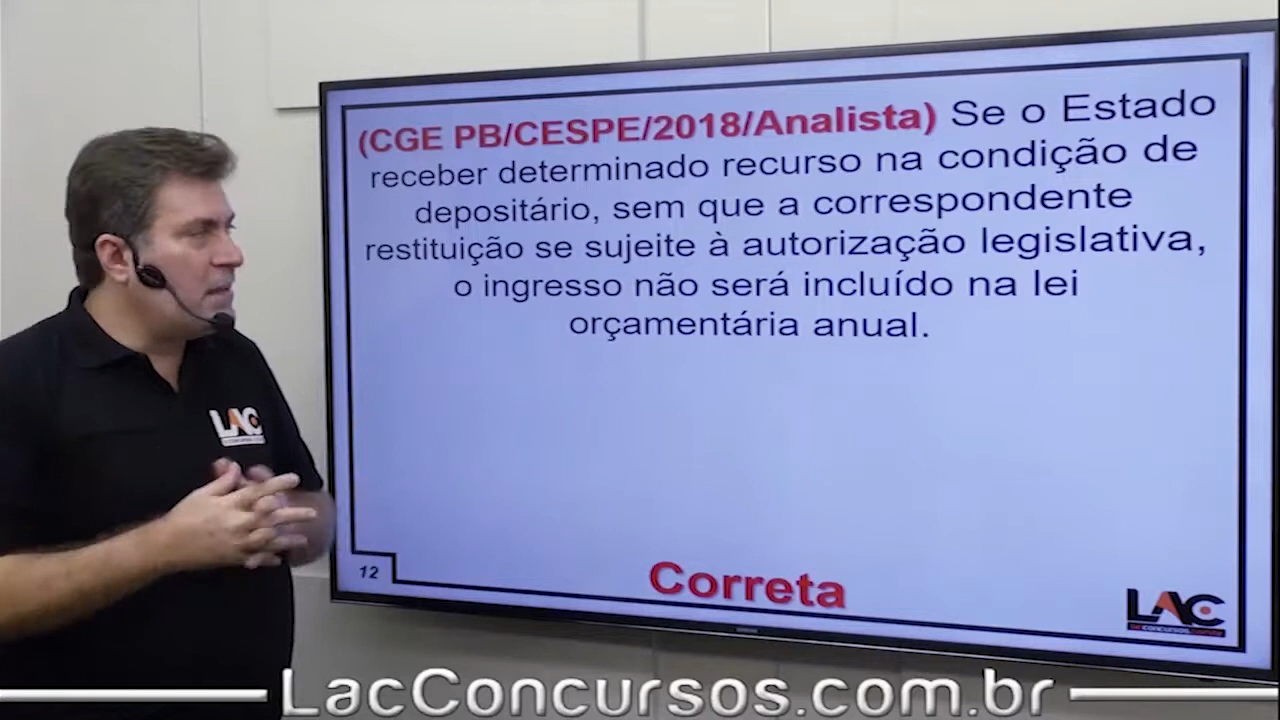 (CGE PB/CESPE/2018/Analista) Se o Estado
receber determinado recurso na condição de
depositário, sem que a correspondente
restituição se sujeite à autorização legislativa,
o ingresso não será incluído na lei
orçamentária anual.
LAC
12
Correta
LAC
LacConcursos.com.br